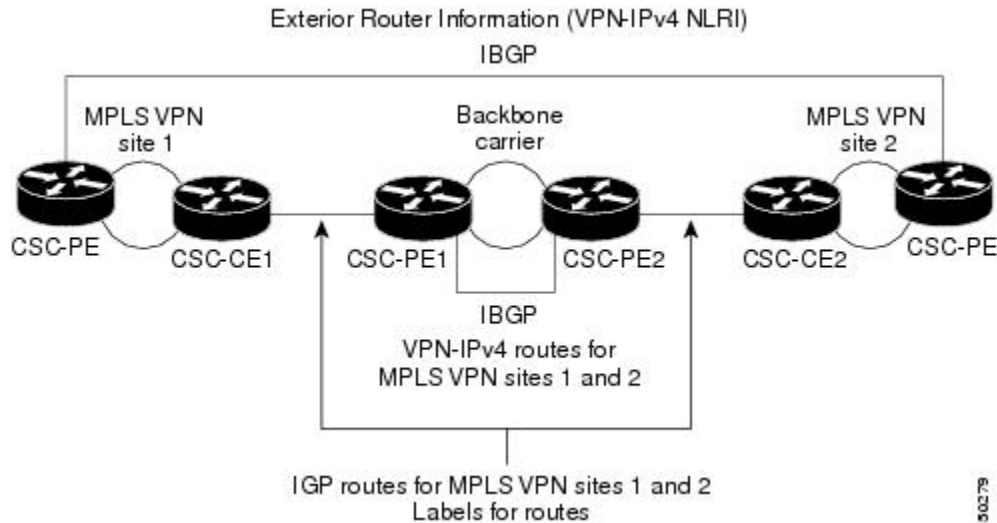 Exterior Router Information (VPN-IPv4 NLRI)
IBGP
MPLS VPN
site 1
Backbone
carrier
MPLS VPN
site 2
CSC-PE
CSC-CE1
CSC-PE1
CSC-PE2
CSC-CE2
CSC-PE
IBGP
VPN-IPv4 routes for
MPLS VPN sites 1 and 2
IGP routes for MPLS VPN sites 1 and 2
Labels for routes
50279